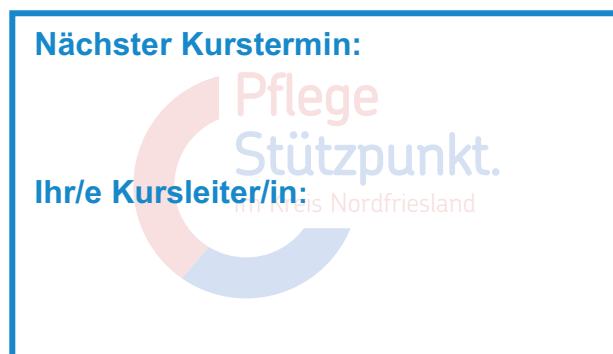 Nächster Kurstermin:
Pflege
Stützpunkt.
Ihr/e Kursleiter/in:
im Kreis Nordfriesland